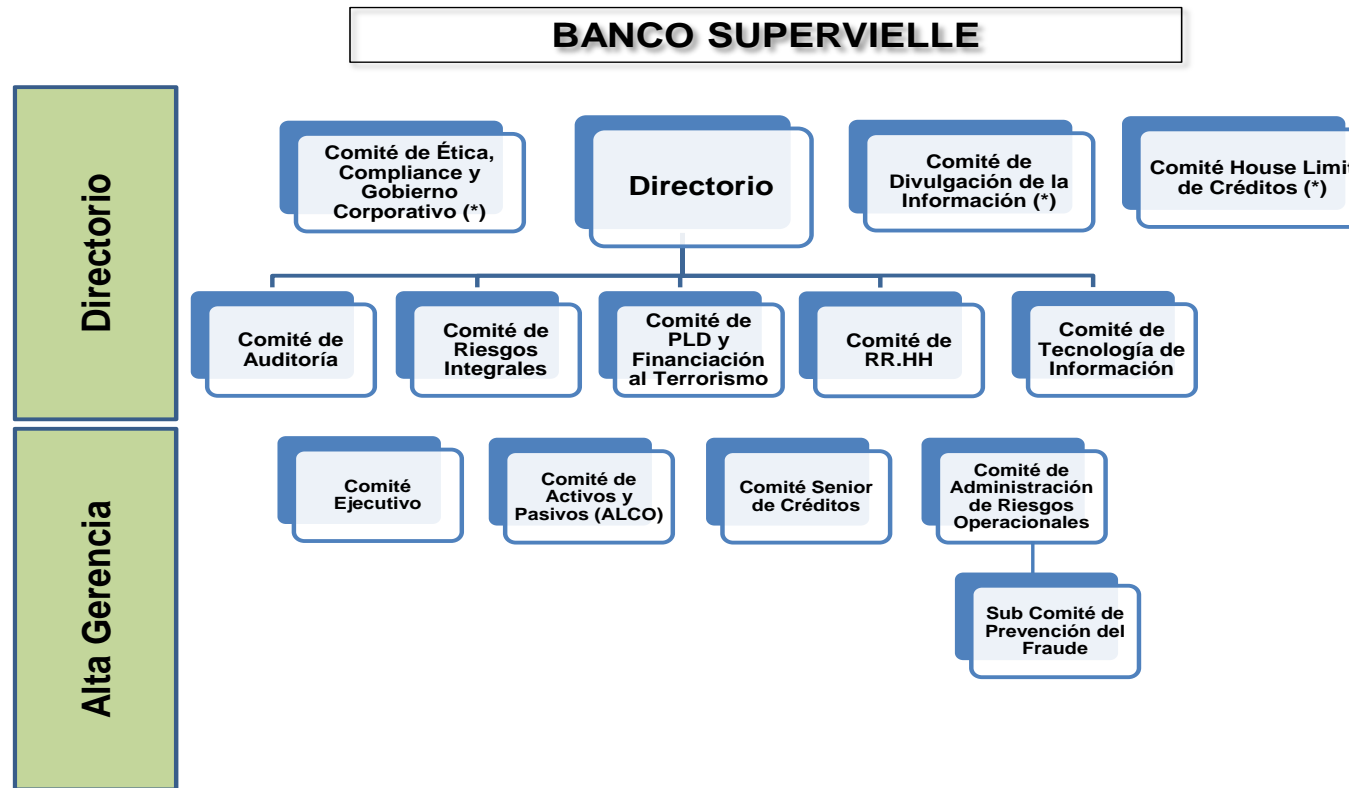 BANCO SUPERVIELLE
Directorio
Comité de Ética,
Compliance y
Gobierno
Corporativo (*)
Directorio
Comité de
Divulgación de la
Información (*)
Comité House Limit
de Créditos (*)
Comité de
Auditoría
Comité de
Riesgos
Integrales
Comité de
PLD y
Financiación
al Terrorismo
Comité de
RR.HH
Comité de
Tecnología de
Información
Alta Gerencia
Comité
Ejecutivo
Comité de
Activos y
Pasivos (ALCO)
Comité Senior
de Créditos
Comité de
Administración
de Riesgos
Operacionales
Sub Comité de
Prevención del
Fraude